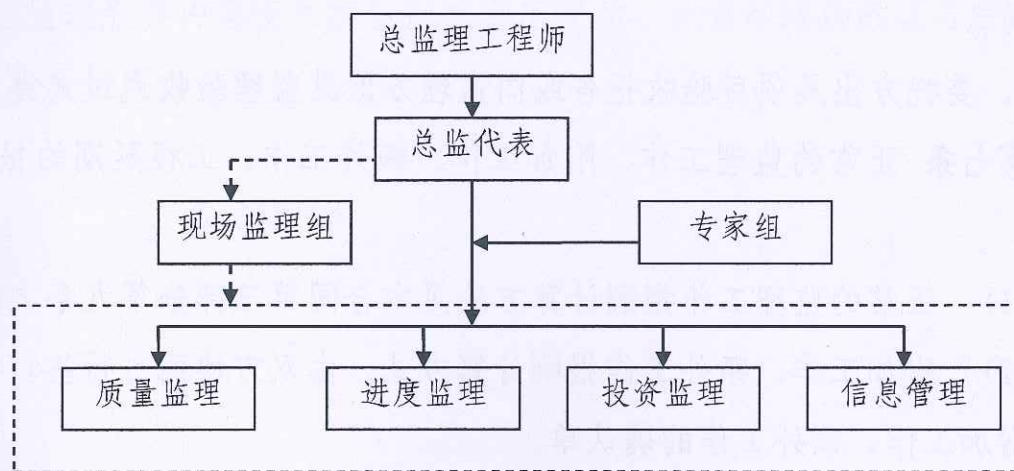 总监理工程师
总监代表
现场监理组
专家组
质量监理
进度监理
投资监理
信息管理